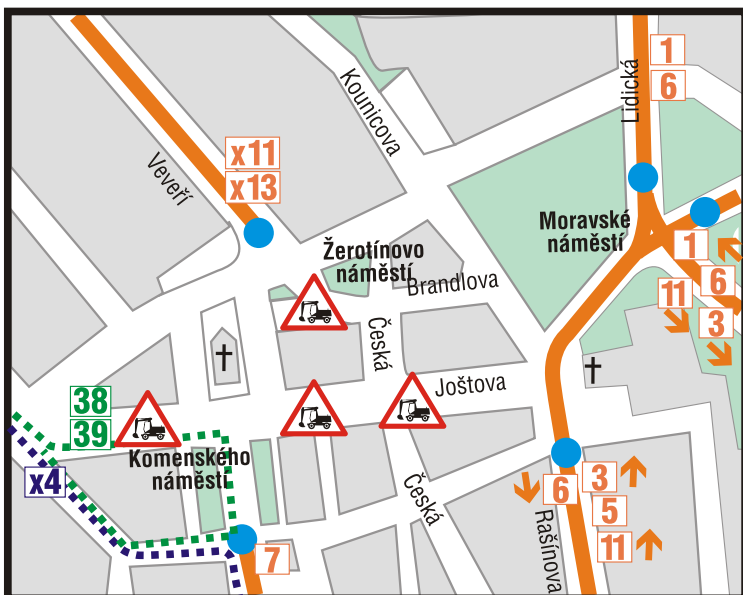 1
6
Lidická
Kounicova
x11
x13
Veveří
Moravské
náměstí
1
6
11
3
Žerotínovo
náměstí
Brandlova
Česká
Joštova
38
39
x4
Komenského
náměstí
Česká
6
3
5
11
Rašínova
7